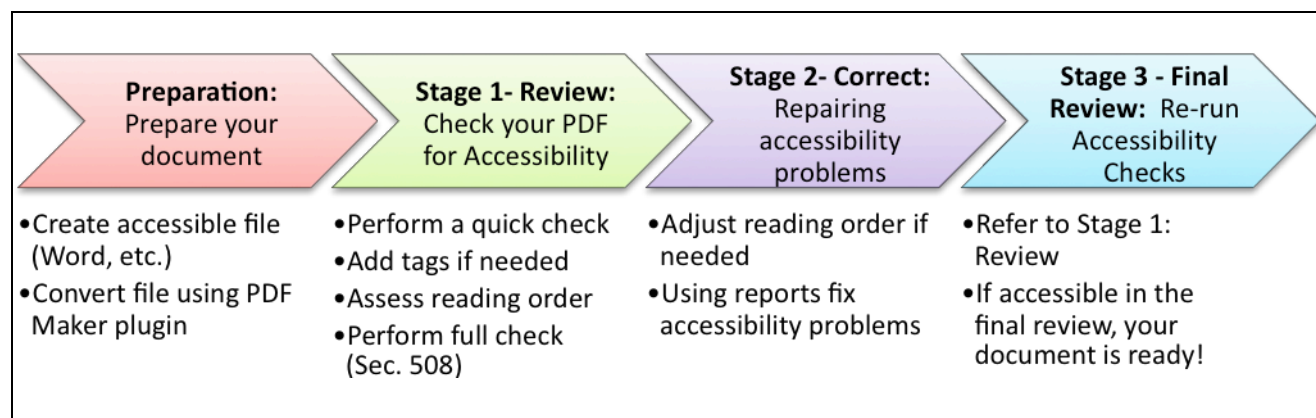 Preparation:
Prepare your
document
Stage 1- Review:
Check your PDF
for Accessibility
Stage 2- Correct:
Repairing
accessibility
problems
Stage 3 - Final
Review: Re-run
Accessibility
Checks
•Create accessible file
(Word, etc.)
•Convert file using PDF
Maker plugin
•Perform a quick check
•Add tags if needed
•Assess reading order
•Perform full check
(Sec. 508)
•Adjust reading order if
needed
•Using reports fix
accessibility problems
•Refer to Stage 1:
Review
•If accessible in the
final review, your
document is ready!